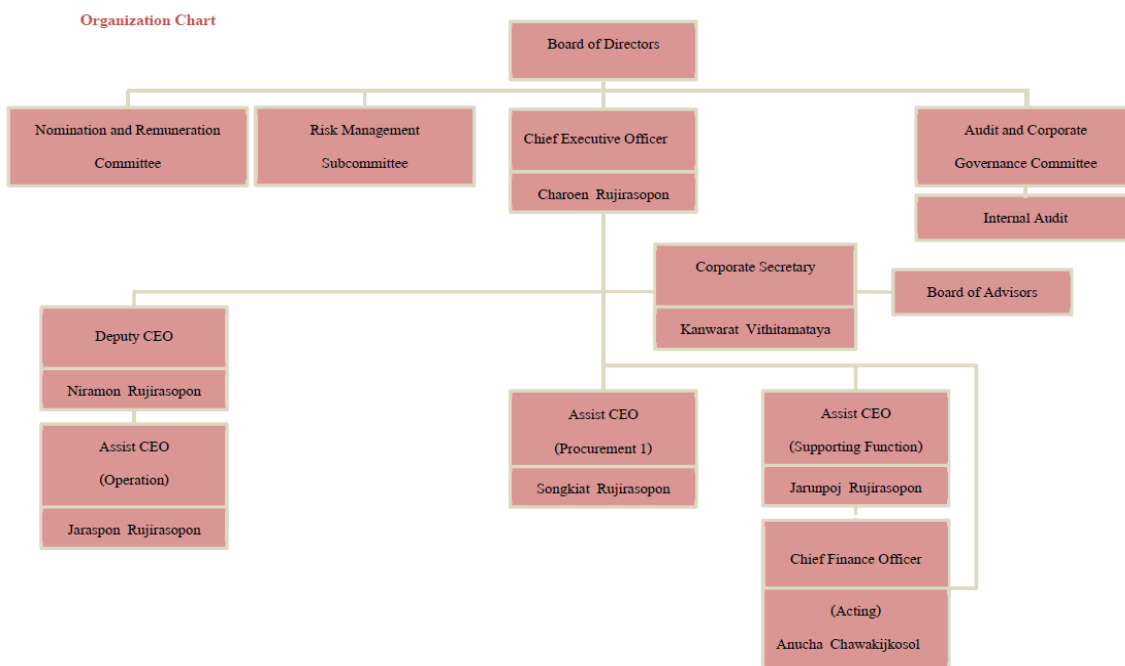 Organization Chart
Board of Directors
Nomination and Remuneration
Committee
Risk Management
Subcommittee
Chief Executive Officer
Charoen Rujirasopon
Audit and Corporate
Governance Committee
Internal Audit
Corporate Secretary
Kanwarat Vithitamataya
Board of Advisors
Deputy CEO
Niramon Rujirasopon
Assist CEO
(Operation)
Jaraspon Rujirasopon
Assist CEO
(Procurement 1)
Songkiat Rujirasopon
Assist CEO
(Supporting Function)
Jarunpoj Rujirasopon
Chief Finance Officer
(Acting)
Anucha Chawakijkosol